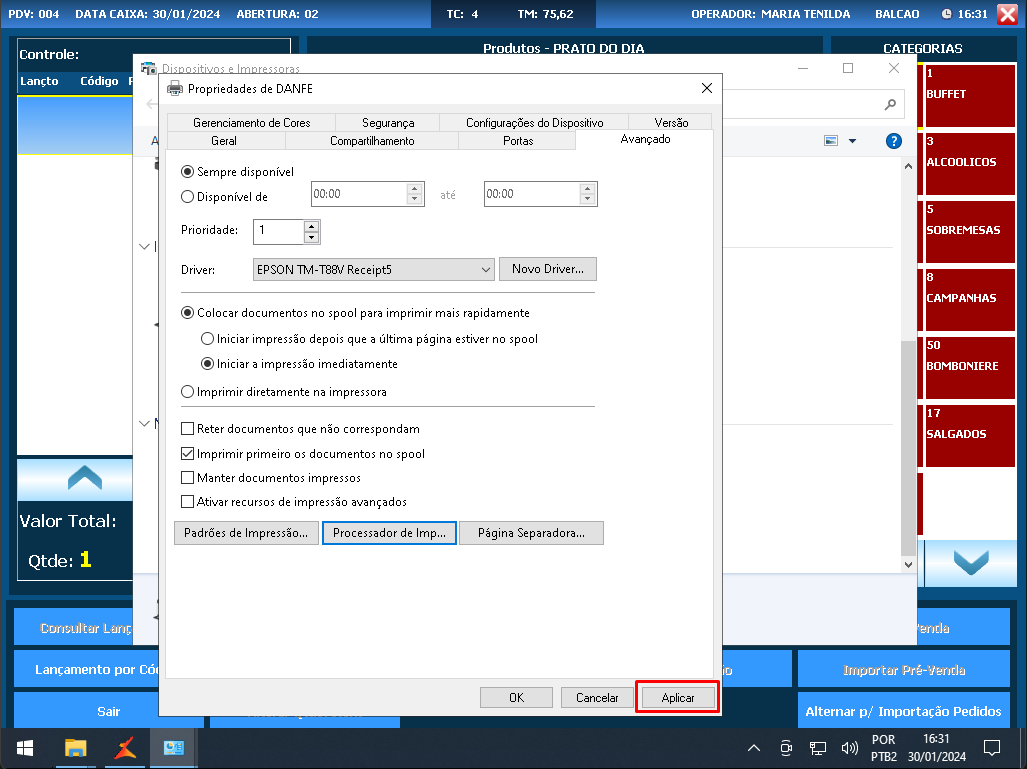 PDV: 004 DATA CAIXA: 30/01/2024 ABERTURA: 02 TC: 4 TM: 75,62 OPERADOR: MARIA TENILDA BALCAO 16:31
Controle:
Produtos - PRATO DO DIA
CATEGORIAS
Lançto Código
Dispositivos e Impressoras
Propriedades de DANFE
Gerenciamento de Cores Segurança Configurações do Dispositivo Versão
Geral Compartilhamento Portas Avançado
Sempre disponível
Disponível de 00:00 até 00:00
Prioridade: 1
Driver: EPSON TM-T88V Receipt5 Novo Driver...
Colocar documentos no spool para imprimir mais rapidamente
Iniciar impressão depois que a última página estiver no spool
Iniciar a impressão imediatamente
Imprimir diretamente na impressora
Reter documentos que não correspondam
Imprimir primeiro os documentos no spool
Manter documentos impressos
Ativar recursos de impressão avançados
Padrões de Impressão... Processador de Imp... Página Separadora...
OK Cancelar Aplicar
1
BUFFET
3
ALCOOLICOS
5
SOBREMESAS
8
CAMPANHAS
50
BOMBONIERE
17
SALGADOS
Valor Total:
Qtde: 1
Consultar Lanç
enda
Lançamento por Cód
Importar Pré-Venda
Sair
Alternar p/ Importação Pedidos
POR
PTB2
16:31
30/01/2024